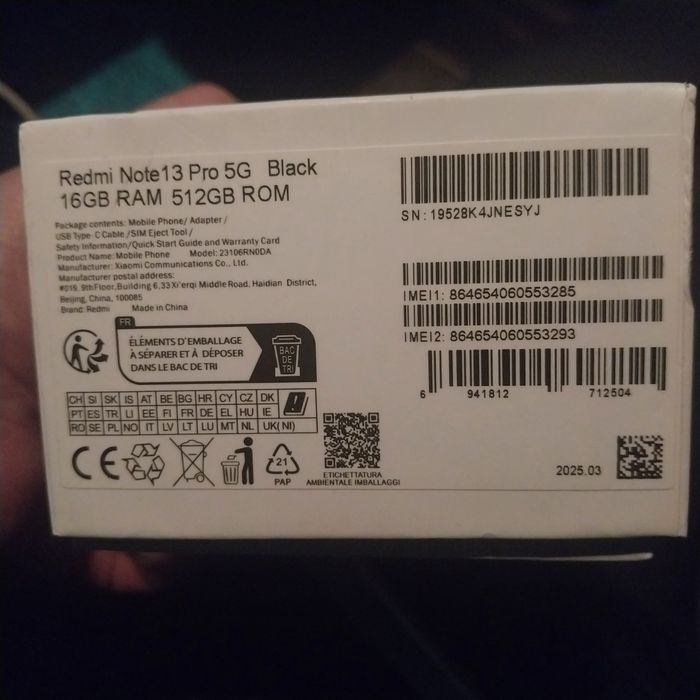 Redmi Note13 Pro 5G Black
16GB RAM 512GB ROM
Package contents: Mobile Phone/ Adapter /
USB Type- C Cable /SIM Eject Tool /
Safety Information/Quick Start Guide and Warranty Card
Product Name: Mobile Phone Model: 23106RN0DA
Manufacturer: Xiaomi Communications Co., Ltd.
Manufacturer postal address:
#019, 9thFloor,Building 6,33 Xi'erqi Middle Road, Haidian District,
Beijing, China, 100085
Brand: Redmi Made in China
SN: 19528K4JNESYJ
IMEI1: 864654060553285
IMEI2: 864654060553293
6 941812 712504
FR
ÉLÉMENTS D'EMBALLAGE
À SÉPARER ET À DÉPOSER
DANS LE BAC DE TRI
BAC
DE
TRI
CH SI SK IS AT BE BG HR CY CZ DK
PT ES TR LI EE FI FR DE EL HU IE
RO SE PL NO IT LV LT LU MT NL UK(NI)
CE
21
PAP
ETICHETTATURA
AMBIENTALE IMBALLAGGI
2025.03